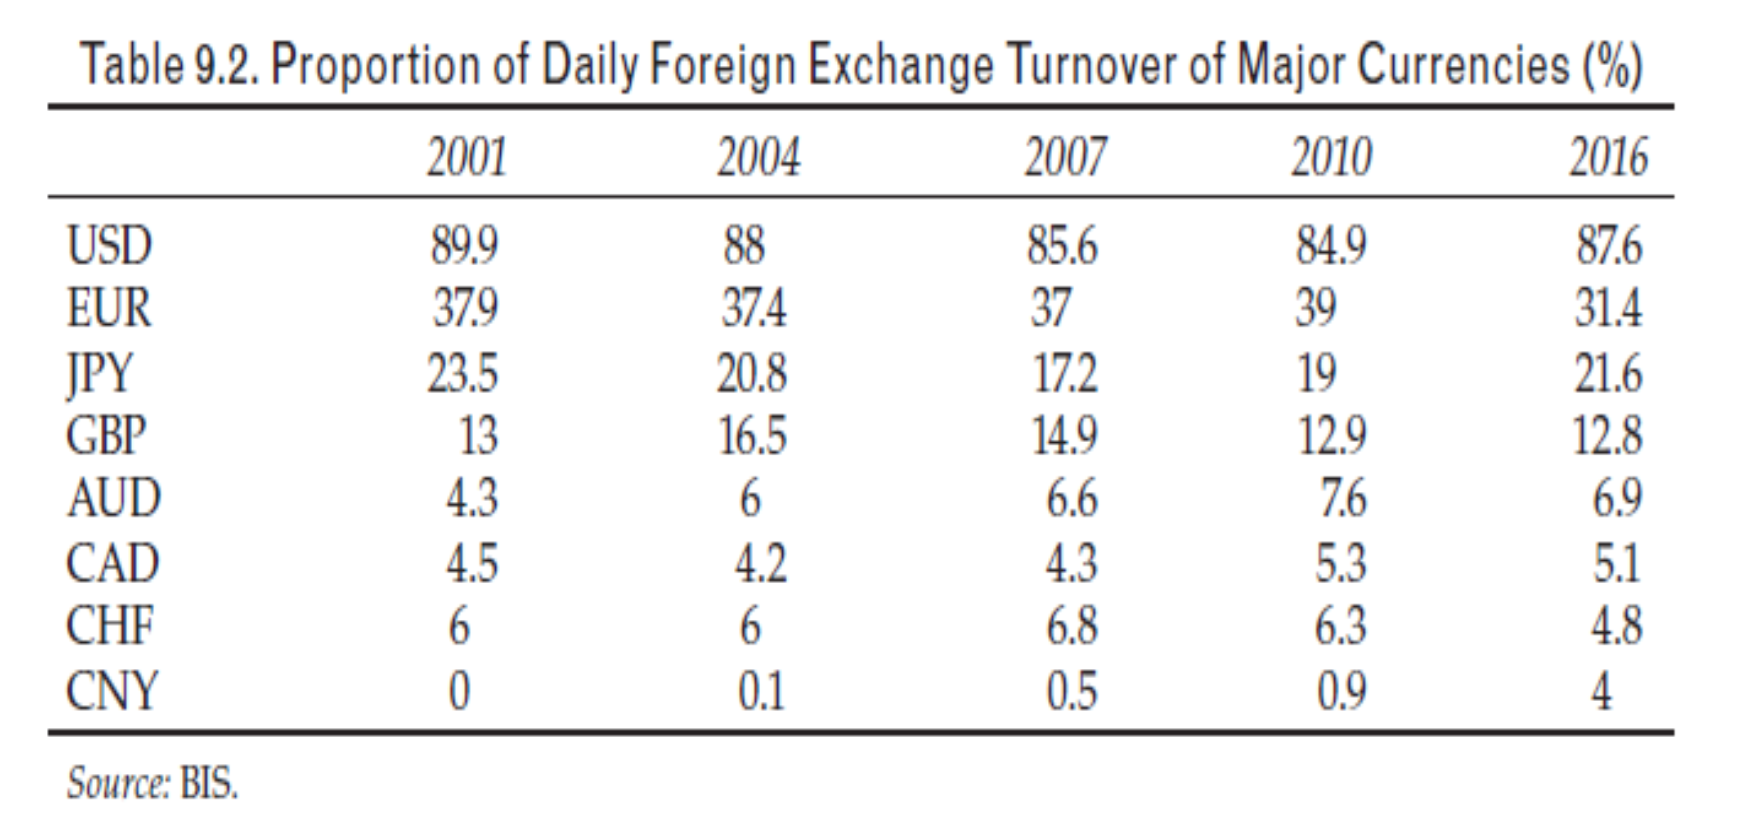 Table 9.2. Proportion of Daily Foreign Exchange Turnover of Major Currencies (%)
2001 2004 2007 2010 2016
USD 89.9 88 85.6 84.9 87.6
EUR 37.9 37.4 37 39 31.4
JPY 23.5 20.8 17.2 19 21.6
GBP 13 16.5 14.9 12.9 12.8
AUD 4.3 6 6.6 7.6 6.9
CAD 4.5 4.2 4.3 5.3 5.1
CHF 6 6 6.8 6.3 4.8
CNY 0 0.1 0.5 0.9 4
Source: BIS.